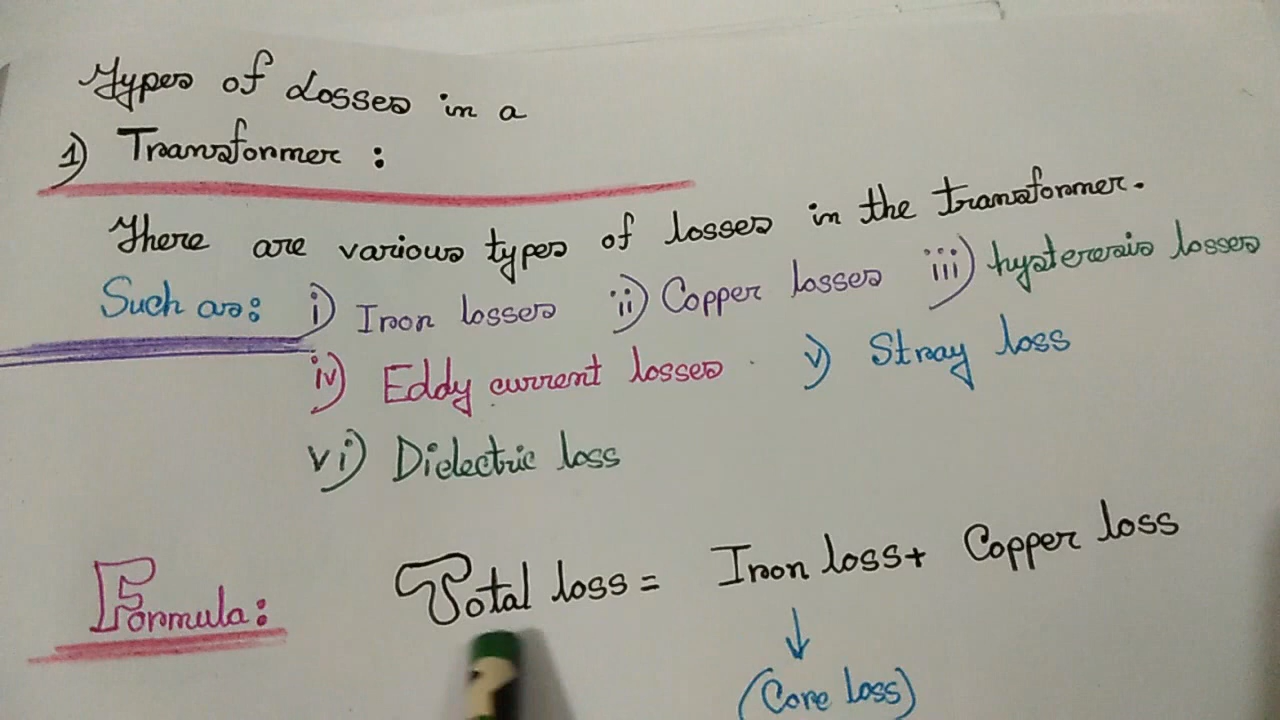 Types of Losses in a
1) Transformer :
There are various types of losses in the transformer.
Such as: i) Iron losses ii) Copper losses iii) hysteresis losses
iv) Eddy current losses v) Stray loss
vi) Dielectric loss
Formula: Total loss = Iron loss + Copper loss
↓
(Core loss)